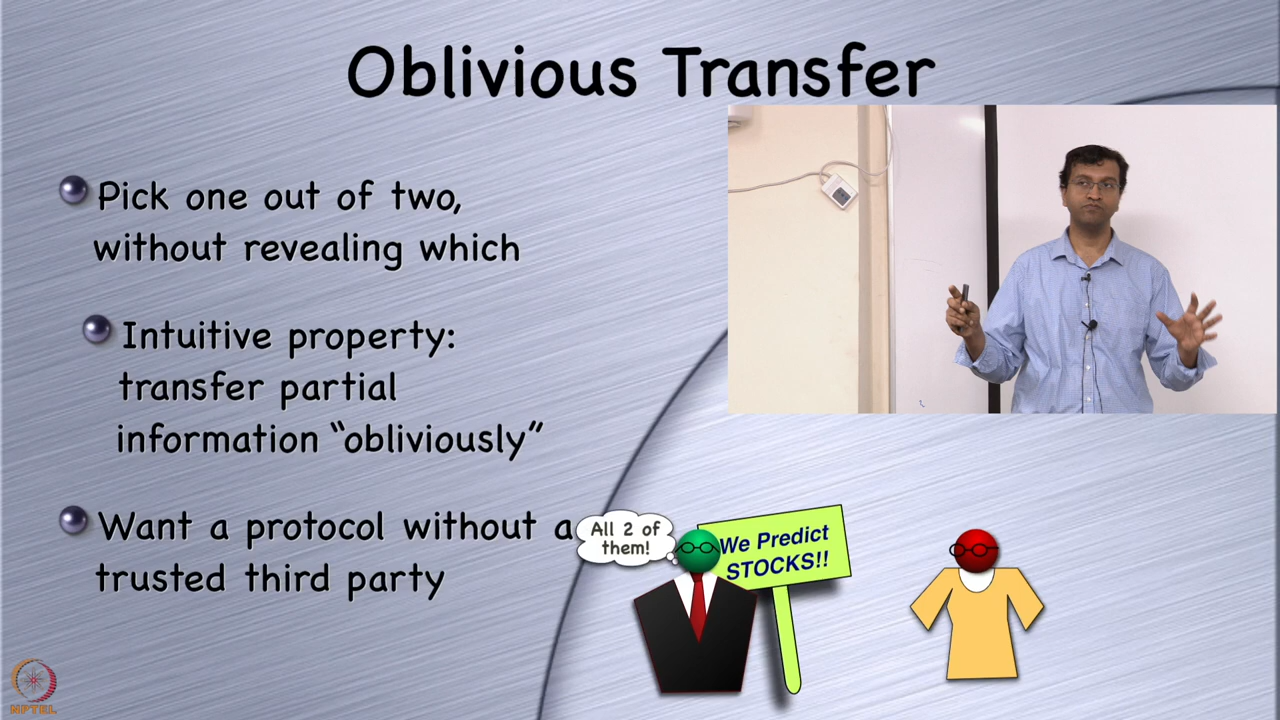 Oblivious Transfer
Pick one out of two,
without revealing which
Intuitive property:
transfer partial
information “obliviously”
Want a protocol without a
trusted third party
All 2 of
them!
We Predict
STOCKS!!
NPTEL